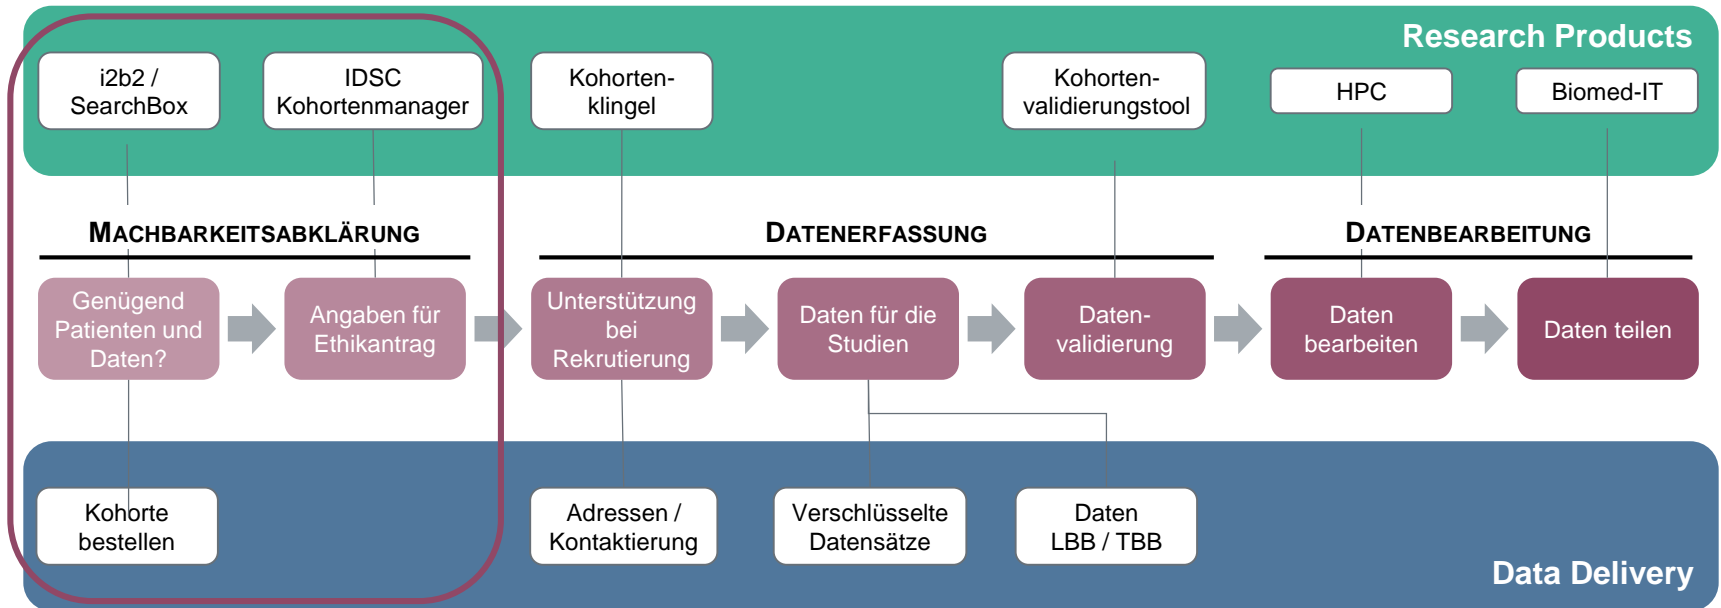 Research Products
i2b2 /
SearchBox
IDSC
Kohortenmanager
Kohorten-
klingel
Kohorten-
validierungstool
HPC
Biomed-IT
MACHBARKEITSABKLÄRUNG
DATENERFASSUNG
DATENBEARBEITUNG
Genügend
Patienten und
Daten?
Angaben für
Ethikantrag
Unterstützung
bei
Rekrutierung
Daten für die
Studien
Daten-
validierung
Daten
bearbeiten
Daten teilen
Kohorte
bestellen
Adressen /
Kontaktierung
Verschlüsselte
Datensätze
Daten
LBB / TBB
Data Delivery